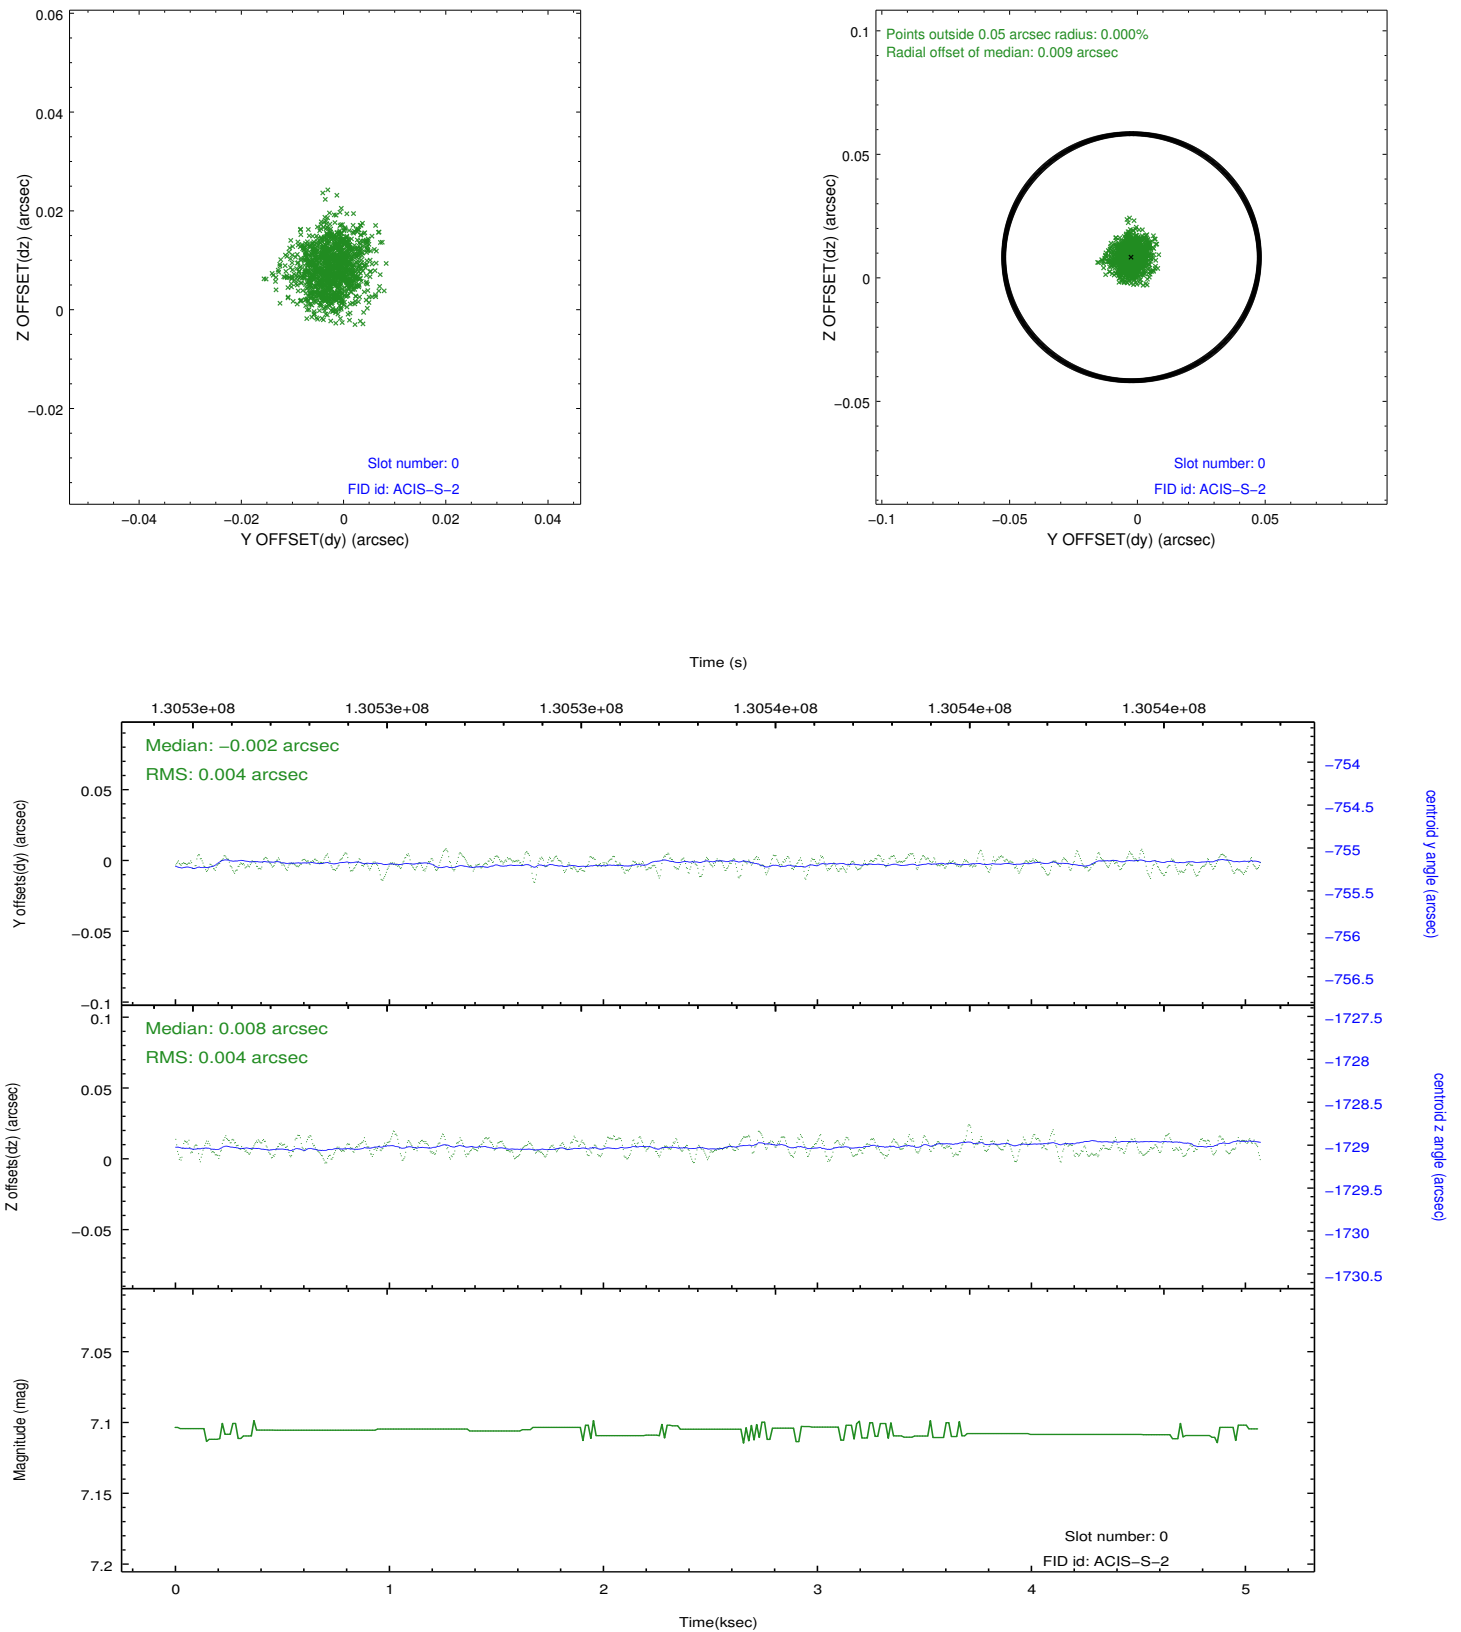 0.06
0.04
0.02
0
−0.02
Z OFFSET(dz) (arcsec)
Slot number: 0
FID id: ACIS−S−2
−0.04 −0.02 0 0.02 0.04
Y OFFSET(dy) (arcsec)
Points outside 0.05 arcsec radius: 0.000%
Radial offset of median: 0.009 arcsec
0.1
0.05
0
−0.05
Z OFFSET(dz) (arcsec)
Slot number: 0
FID id: ACIS−S−2
−0.1 −0.05 0 0.05
Y OFFSET(dy) (arcsec)
Time (s)
1.3053e+08 1.3053e+08 1.3053e+08 1.3054e+08 1.3054e+08 1.3054e+08
Median: −0.002 arcsec
RMS: 0.004 arcsec
0.05
0
−0.05
−0.1
Y offsets(dy) (arcsec)
−754
−754.5
−755
−755.5
−756
−756.5
centroid y angle (arcsec)
Median: 0.008 arcsec
RMS: 0.004 arcsec
0.1
0.05
0
−0.05
Z offsets(dz) (arcsec)
−1727.5
−1728
−1728.5
−1729
−1729.5
−1730
−1730.5
centroid z angle (arcsec)
7.05
7.1
7.15
7.2
Magnitude (mag)
Slot number: 0
FID id: ACIS−S−2
0 1 2 3 4 5
Time(ksec)